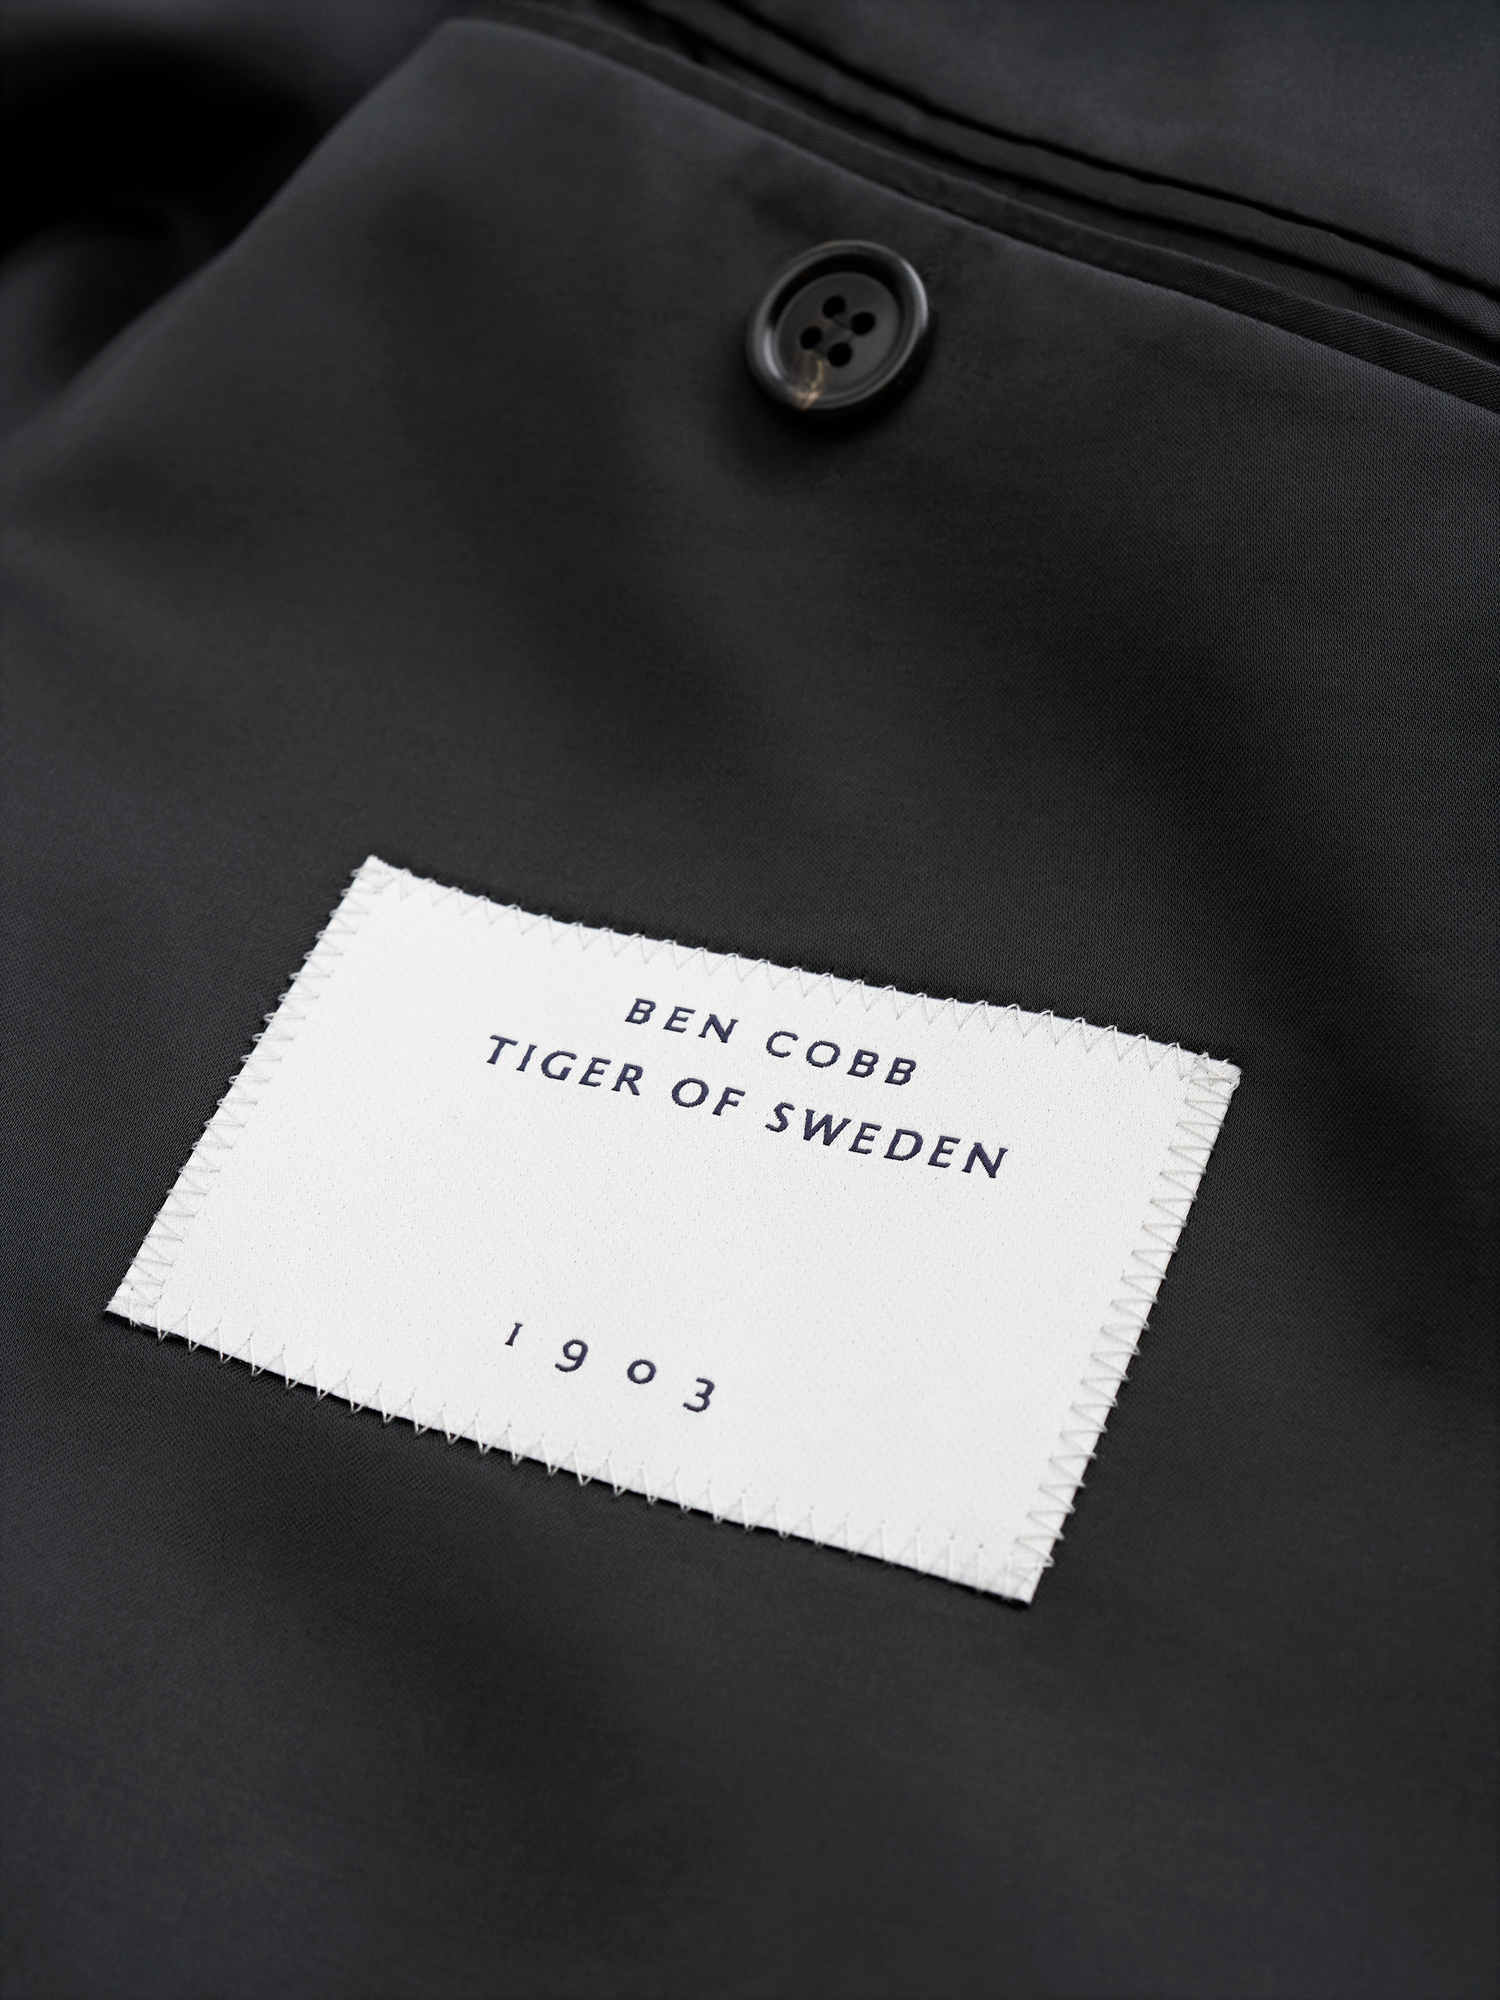 BEN COBB
TIGER OF SWEDEN
1903